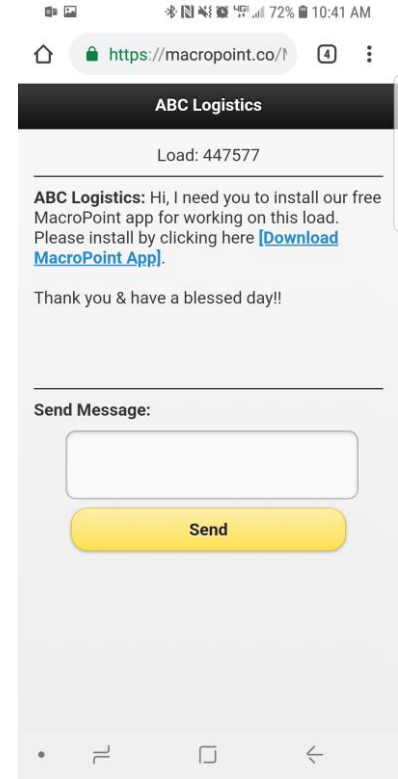 72% 10:41 AM
https://macropoint.co/
4
ABC Logistics
Load: 447577
ABC Logistics: Hi, I need you to install our free
MacroPoint app for working on this load.
Please install by clicking here [Download
MacroPoint App].
Thank you & have a blessed day!!
Send Message:
Send